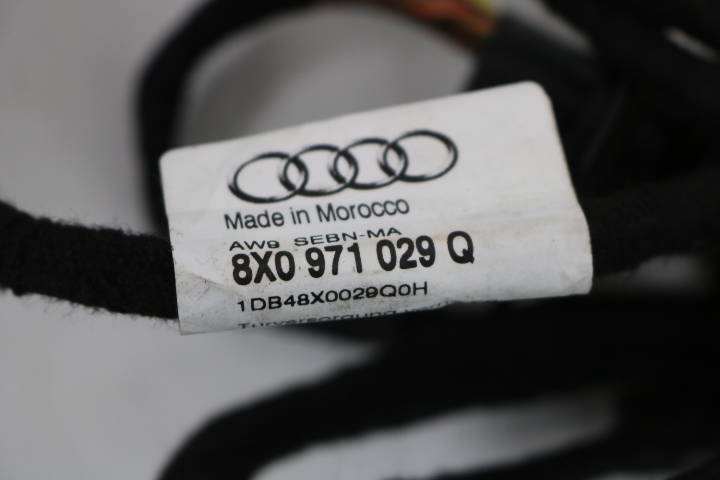 Made in Morocco
AW9 SEBN-MA
8X0 971 029 Q
1DB48X0029Q0H